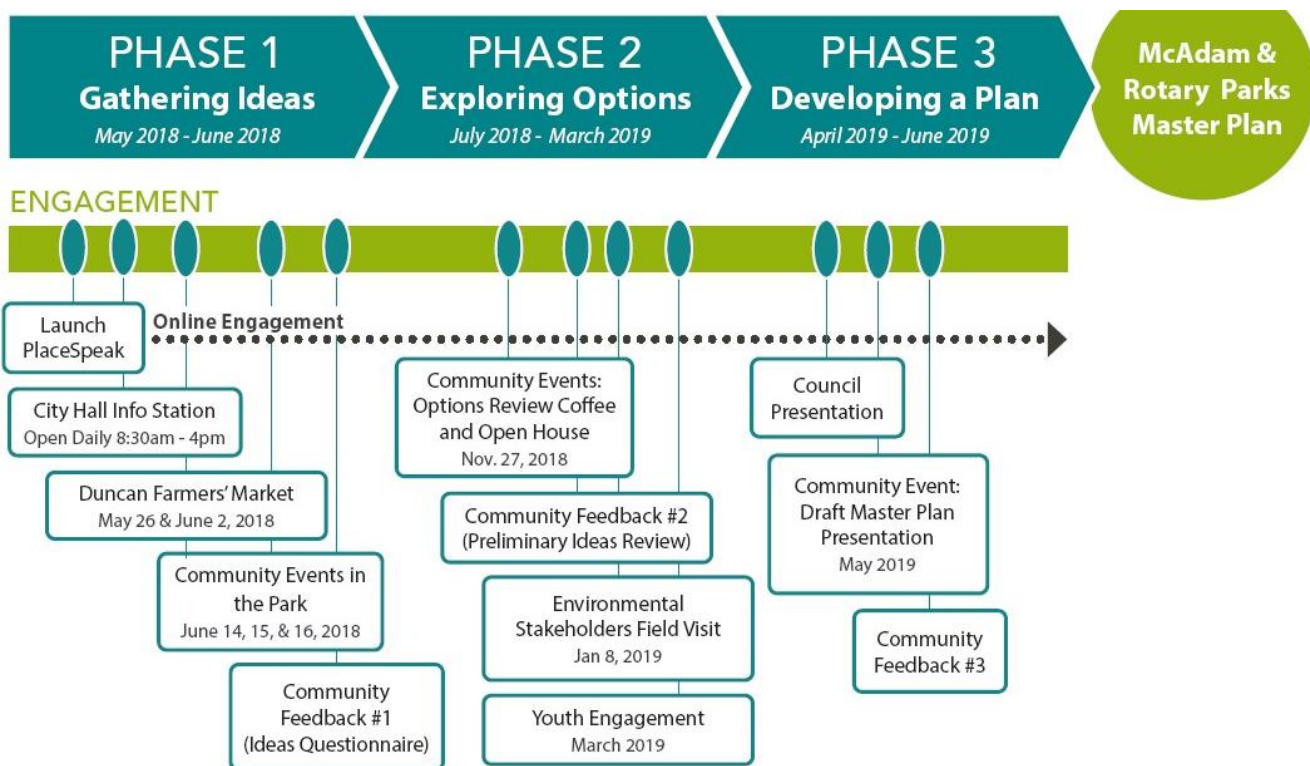 PHASE 1
Gathering Ideas
May 2018 - June 2018
PHASE 2
Exploring Options
July 2018 - March 2019
PHASE 3
Developing a Plan
April 2019 - June 2019
McAdam &
Rotary Parks
Master Plan
ENGAGEMENT
Launch
PlaceSpeak
Online Engagement
City Hall Info Station
Open Daily 8:30am - 4pm
Duncan Farmers' Market
May 26 & June 2, 2018
Community Events in
the Park
June 14, 15, & 16, 2018
Community
Feedback #1
(Ideas Questionnaire)
Community Events:
Options Review Coffee
and Open House
Nov. 27, 2018
Community Feedback #2
(Preliminary Ideas Review)
Environmental
Stakeholders Field Visit
Jan 8, 2019
Youth Engagement
March 2019
Council
Presentation
Community Event:
Draft Master Plan
Presentation
May 2019
Community
Feedback #3